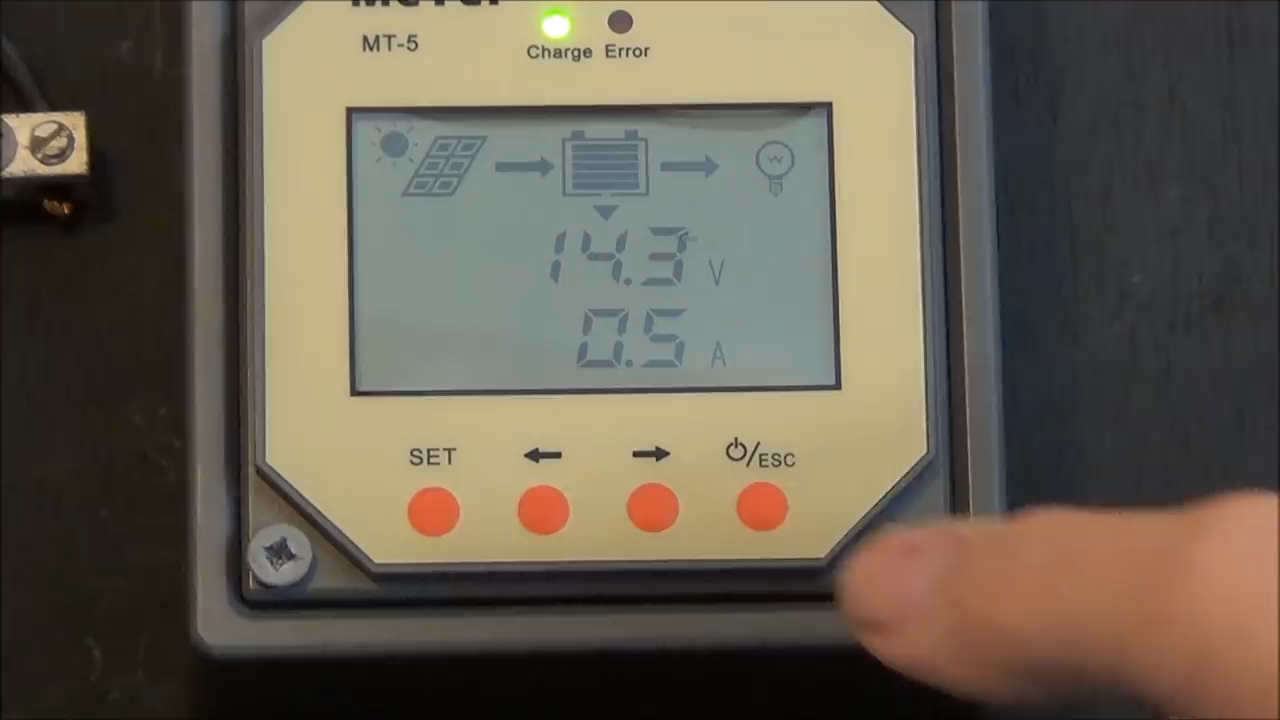 MT-5
Charge Error
14.3 V
0.5 A
SET ← → ⏻/ESC